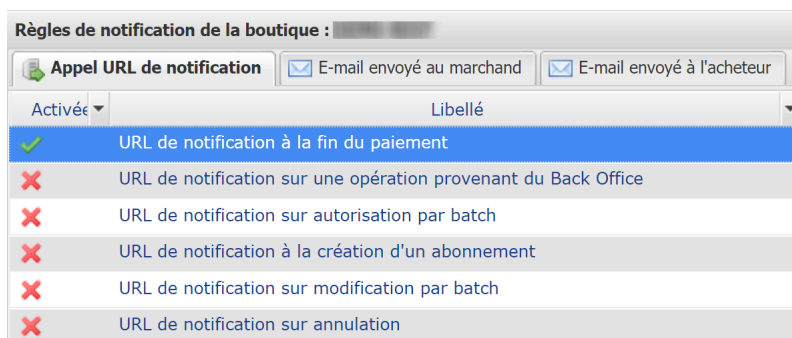 Règles de notification de la boutique :
Appel URL de notification E-mail envoyé au marchand E-mail envoyé à l'acheteur
Activée Libellé
URL de notification à la fin du paiement
URL de notification sur une opération provenant du Back Office
URL de notification sur autorisation par batch
URL de notification à la création d'un abonnement
URL de notification sur modification par batch
URL de notification sur annulation